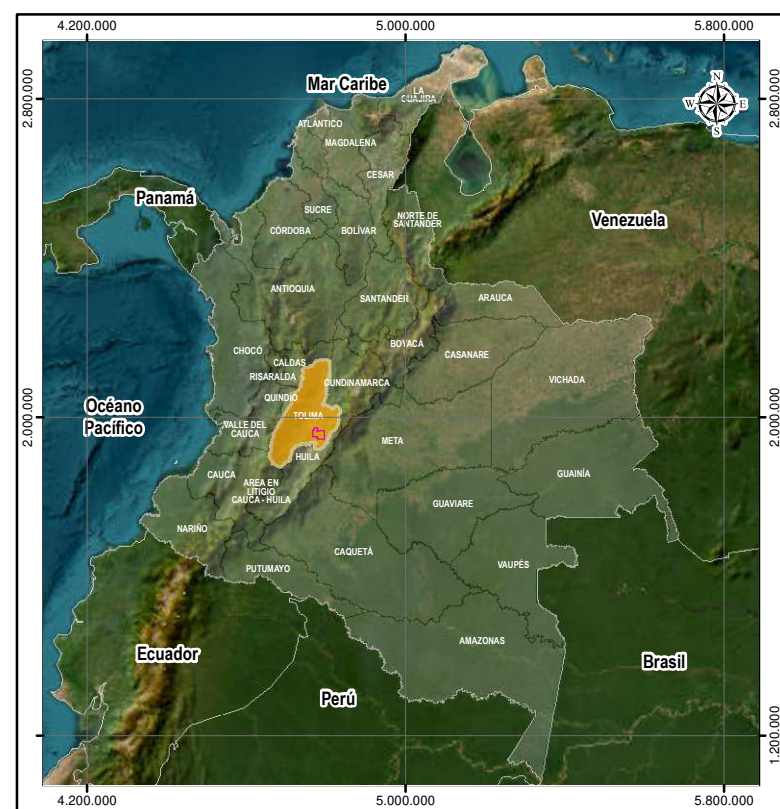 4.200.000
5.000.000
5.800.000
2.800.000
2.800.000
Mar Caribe
N
W
E
S
LA
GUAJIRA
ATLÁNTICO
MAGDALENA
CESAR
Panamá
SUCRE
NORTE DE
SANTANDER
Venezuela
CÓRDOBA
BOLÍVAR
ANTIOQUIA
SANTANDER
ARAUCA
BOYACÁ
CHOCÓ
CASANARE
CALDAS
RISARALDA
CUNDINAMARCA
VICHADA
QUINDÍO
Océano
Pacífico
TOLIMA
2.000.000
2.000.000
VALLE DEL
CAUCA
META
HUILA
CAUCA
GUAINÍA
AREA EN
LITIGIO
CAUCA - HUILA
GUAVIARE
NARIÑO
CAQUETÁ
PUTUMAYO
VAUPÉS
AMAZONAS
Ecuador
Brasil
Perú
1.200.000
1.200.000
4.200.000
5.000.000
5.800.000